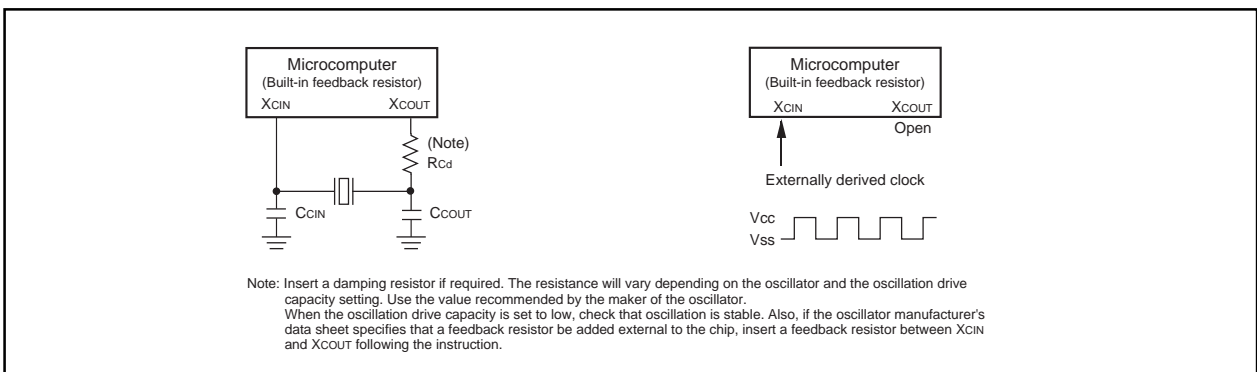 Microcomputer
(Built-in feedback resistor)
XCIN XCOUT
(Note)
RCd
CCIN CCOUT
Microcomputer
(Built-in feedback resistor)
XCIN XCOUT
Open
Externally derived clock
Vcc
Vss
Note: Insert a damping resistor if required. The resistance will vary depending on the oscillator and the oscillation drive
capacity setting. Use the value recommended by the maker of the oscillator.
When the oscillation drive capacity is set to low, check that oscillation is stable. Also, if the oscillator manufacturer's
data sheet specifies that a feedback resistor be added external to the chip, insert a feedback resistor between XCIN
and XCOUT following the instruction.